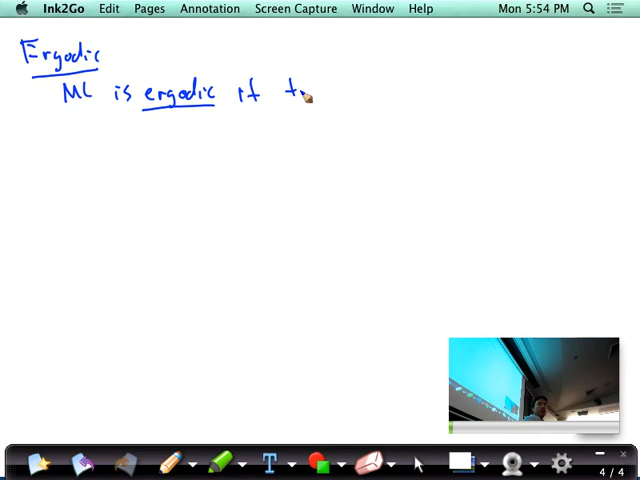 Ink2Go File Edit Pages Annotation Screen Capture Window Help Mon 5:54 PM
Ergodic
MC is ergodic if t
4 / 4